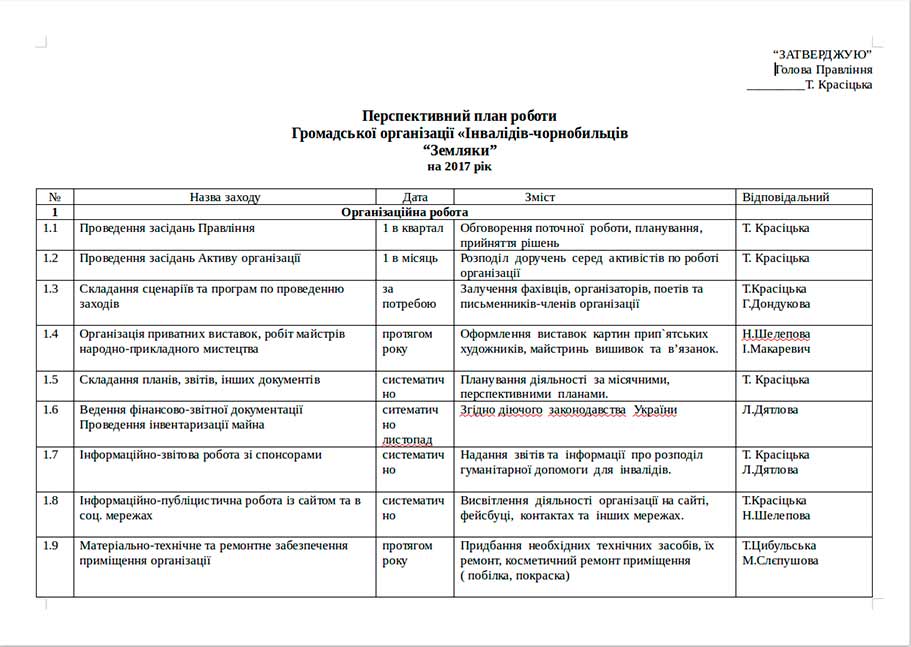 “ЗАТВЕРДЖУЮ”
Голова Правління
_________Т. Красіцька
Перспективний план роботи
Громадської організації «Інвалідів-чорнобильців
“Земляки”
на 2017 рік
№ Назва заходу Дата Зміст Відповідальний
1 Організаційна робота
1.1 Проведення засідань Правління 1 в квартал Обговорення поточної роботи, планування, Т. Красіцька
прийняття рішень
1.2 Проведення засідань Активу організації 1 в місяць Розподіл доручень серед активістів по роботі Т. Красіцька
організації
1.3 Складання сценаріїв та програм по проведенню за Залучення фахівців, організаторів, поетів та Т.Красіцька
заходів потребою письменників-членів організації Г.Дондукова
1.4 Організація приватних виставок, робіт майстрів протягом Оформлення виставок картин прип`ятських Н.Шелепова
народно-прикладного мистецтва року художників, майстринь вишивок та в’язанок. І.Макаревич
1.5 Складання планів, звітів, інших документів систематич Планування діяльності за місячними, Т. Красіцька
но перспективними планами.
1.6 Ведення фінансово-звітної документації ситематич Згідно діючого законодавства України Л.Дятлова
Проведення інвентаризації майна но
листопад
1.7 Інформаційно-звітова робота зі спонсорами систематич Надання звітів та інформації про розподіл Т. Красіцька
но гуманітарної допомоги для інвалідів. Л.Дятлова
1.8 Інформаційно-публіцистична робота із сайтом та в систематич Висвітлення діяльності організації на сайті, Т.Красіцька
соц. мережах но фейсбуці, контактах та інших мережах. Н.Шелепова
1.9 Матеріально-технічне та ремонтне забезпечення протягом Придбання необхідних технічних засобів, їх Т.Цибульська
приміщення організації року ремонт, косметичний ремонт приміщення М.Слєпушова
( побілка, покраска)